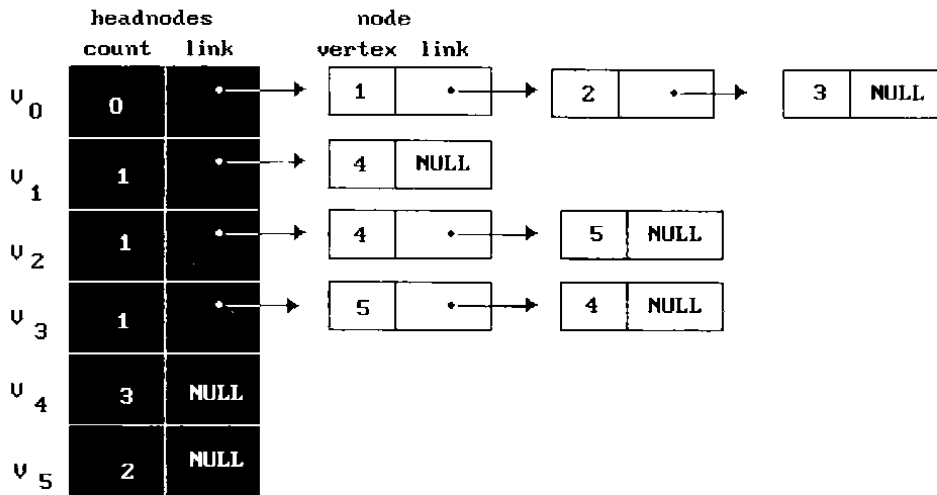 headnodes node
count link vertex link
V0 0 1 2 3 NULL
V1 1 4 NULL
V2 1 4 5 NULL
V3 1 5 4 NULL
V4 3 NULL
V5 2 NULL